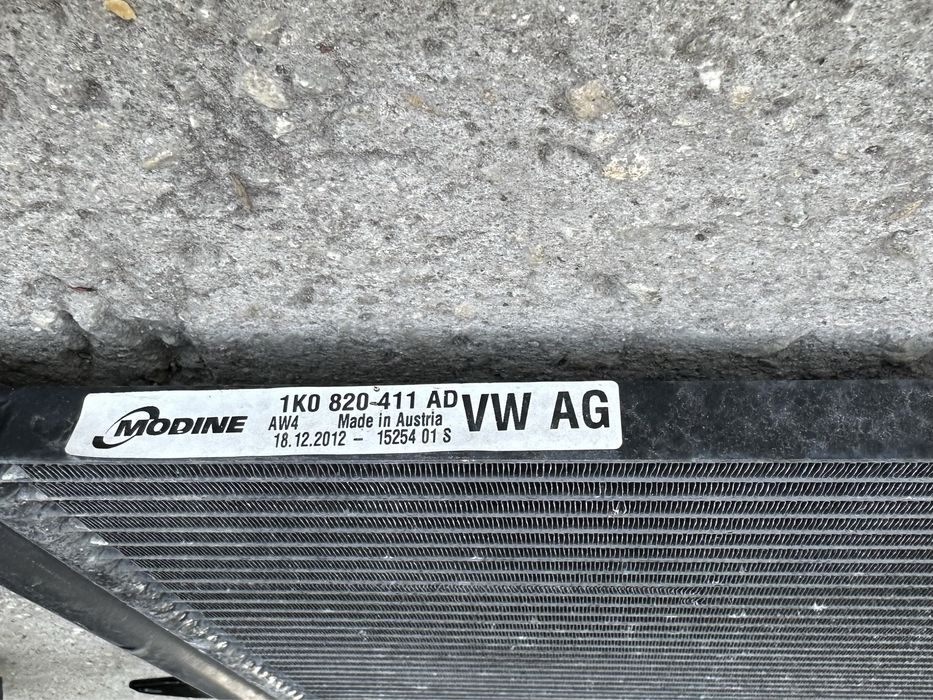 MODINE
1K0 820 411 AD
AW4 Made in Austria
18.12.2012 - 15254 01 S
VW AG